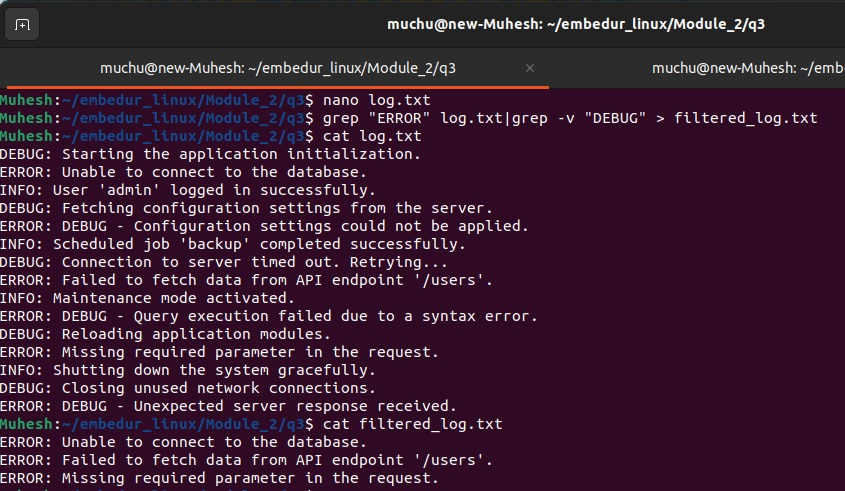 muchu@new-Muhesh: ~/embedur_linux/Module_2/q3
muchu@new-Muhesh: ~/embedur_linux/Module_2/q3 × muchu@new-Muhesh: ~/emb
Muhesh:~/embedur_linux/Module_2/q3$ nano log.txt
Muhesh:~/embedur_linux/Module_2/q3$ grep "ERROR" log.txt|grep -v "DEBUG" > filtered_log.txt
Muhesh:~/embedur_linux/Module_2/q3$ cat log.txt
DEBUG: Starting the application initialization.
ERROR: Unable to connect to the database.
INFO: User 'admin' logged in successfully.
DEBUG: Fetching configuration settings from the server.
ERROR: DEBUG - Configuration settings could not be applied.
INFO: Scheduled job 'backup' completed successfully.
DEBUG: Connection to server timed out. Retrying...
ERROR: Failed to fetch data from API endpoint '/users'.
INFO: Maintenance mode activated.
ERROR: DEBUG - Query execution failed due to a syntax error.
DEBUG: Reloading application modules.
ERROR: Missing required parameter in the request.
INFO: Shutting down the system gracefully.
DEBUG: Closing unused network connections.
ERROR: DEBUG - Unexpected server response received.
Muhesh:~/embedur_linux/Module_2/q3$ cat filtered_log.txt
ERROR: Unable to connect to the database.
ERROR: Failed to fetch data from API endpoint '/users'.
ERROR: Missing required parameter in the request.